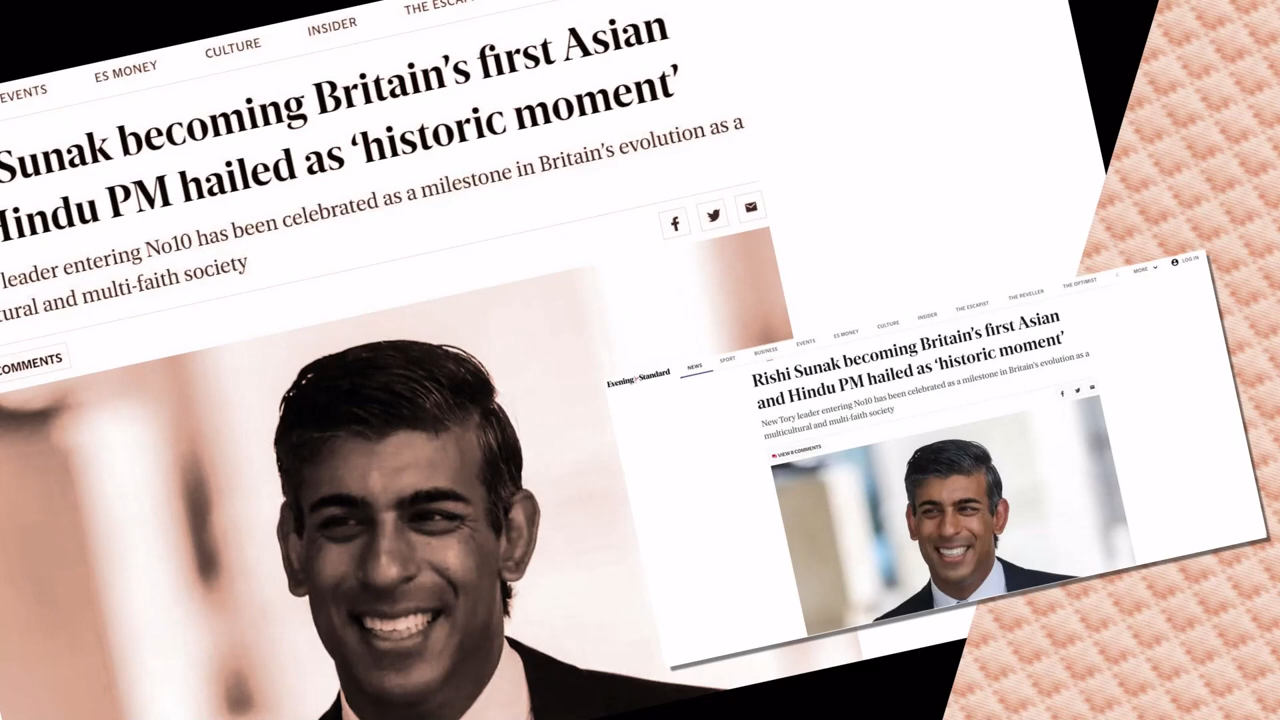 EVENTS ES MONEY CULTURE INSIDER
Sunak becoming Britain's first Asian
Hindu PM hailed as 'historic moment'
leader entering No10 has been celebrated as a milestone in Britain's evolution as a
and multi-faith society
COMMENTS
Evening Standard
NEWS SPORT BUSINESS EVENTS ES MONEY CULTURE INSIDER THE ESCAPIST THE REVELLER THE OPTIMIST MORE LOG IN
Rishi Sunak becoming Britain's first Asian
and Hindu PM hailed as 'historic moment'
New Tory leader entering No10 has been celebrated as a milestone in Britain's evolution as a
multicultural and multi-faith society
VIEW 8 COMMENTS